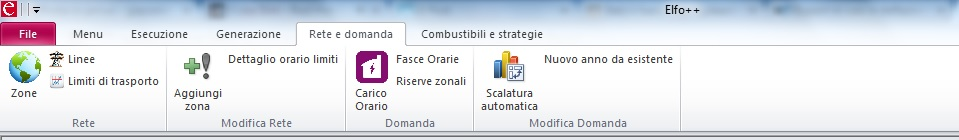 e Elfo++
File Menu Esecuzione Generazione Rete e domanda Combustibili e strategie
Zone
Linee
Limiti di trasporto
Rete
Aggiungi
zona
Dettaglio orario limiti
Modifica Rete
Carico
Orario
Fasce Orarie
Riserve zonali
Domanda
Scalatura
automatica
Nuovo anno da esistente
Modifica Domanda